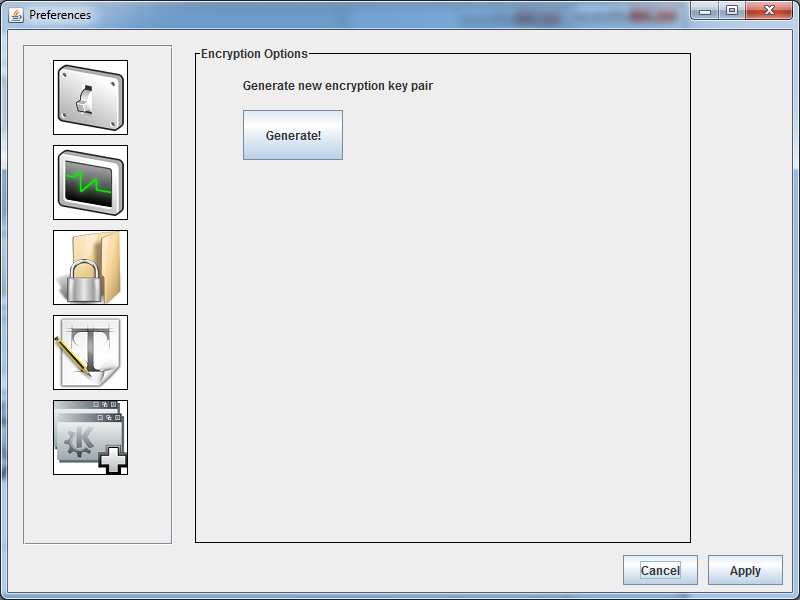 Preferences
Encryption Options
Generate new encryption key pair
Generate!
T
K
Cancel
Apply